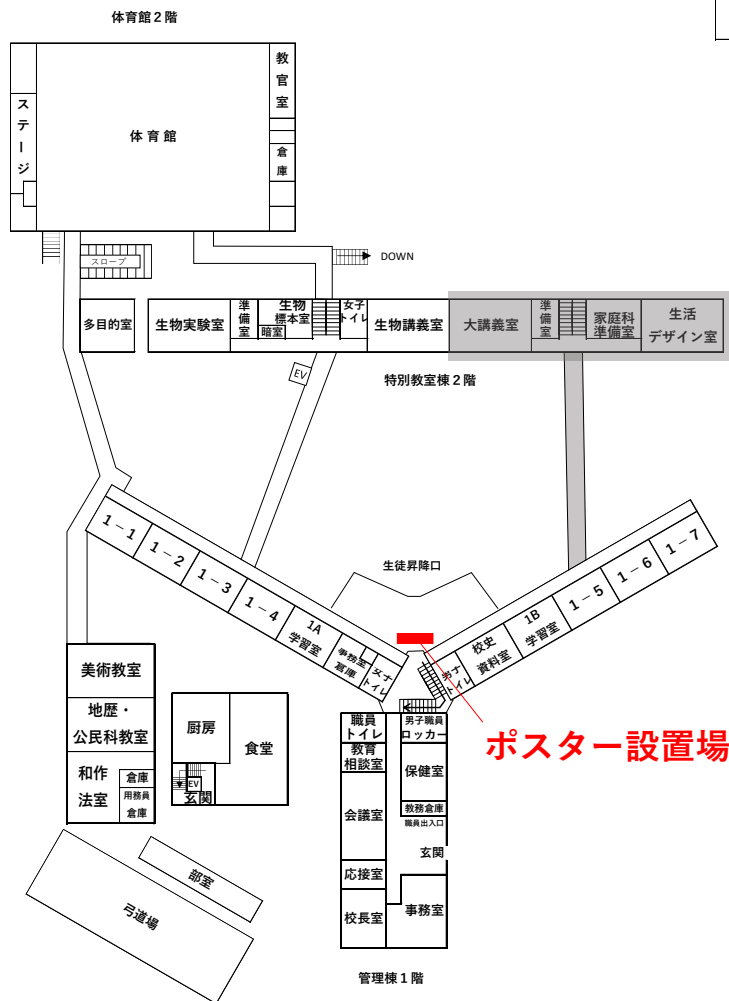 体育館２階
教官室
ステージ
体育館
倉庫
スロープ
DOWN
多目的室
生物実験室
準備室
生物
標本室
暗室
女子
トイレ
生物講義室
大講義室
準備室
家庭科
準備室
生活
デザイン室
EV
特別教室棟２階
１－１
１－２
１－３
１－４
1A
学習室
事務室
倉庫
女子
トイレ
生徒昇降口
男子
トイレ
校史
資料室
1B
学習室
１－５
１－６
１－７
美術教室
地歴・
公民科教室
和作
法室
倉庫
用務員
倉庫
厨房
食堂
EV
玄関
職員
トイレ
男子職員
ロッカー
教育
相談室
保健室
会議室
教務倉庫
職員出入口
玄関
応接室
校長室
事務室
ポスター設置場
部室
弓道場
管理棟１階